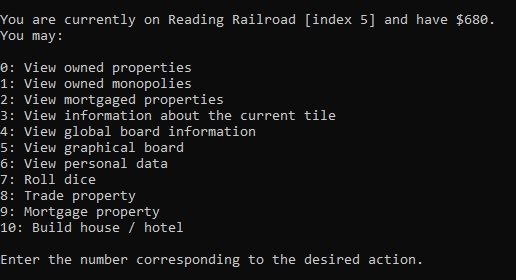 You are currently on Reading Railroad [index 5] and have $680.
You may:
0: View owned properties
1: View owned monopolies
2: View mortgaged properties
3: View information about the current tile
4: View global board information
5: View graphical board
6: View personal data
7: Roll dice
8: Trade property
9: Mortgage property
10: Build house / hotel
Enter the number corresponding to the desired action.